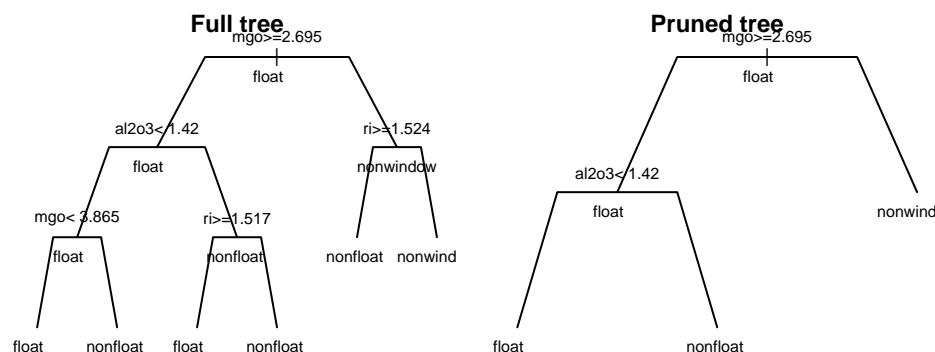 Full tree
mgo>=2.695
float
al2o3< 1.42
ri>=1.524
float
nonwindow
mgo< 3.865
ri>=1.517
float
nonfloat
nonfloat
nonwind
float
nonfloat
float
nonfloat
Pruned tree
mgo>=2.695
float
al2o3< 1.42
float
nonwind
float
nonfloat